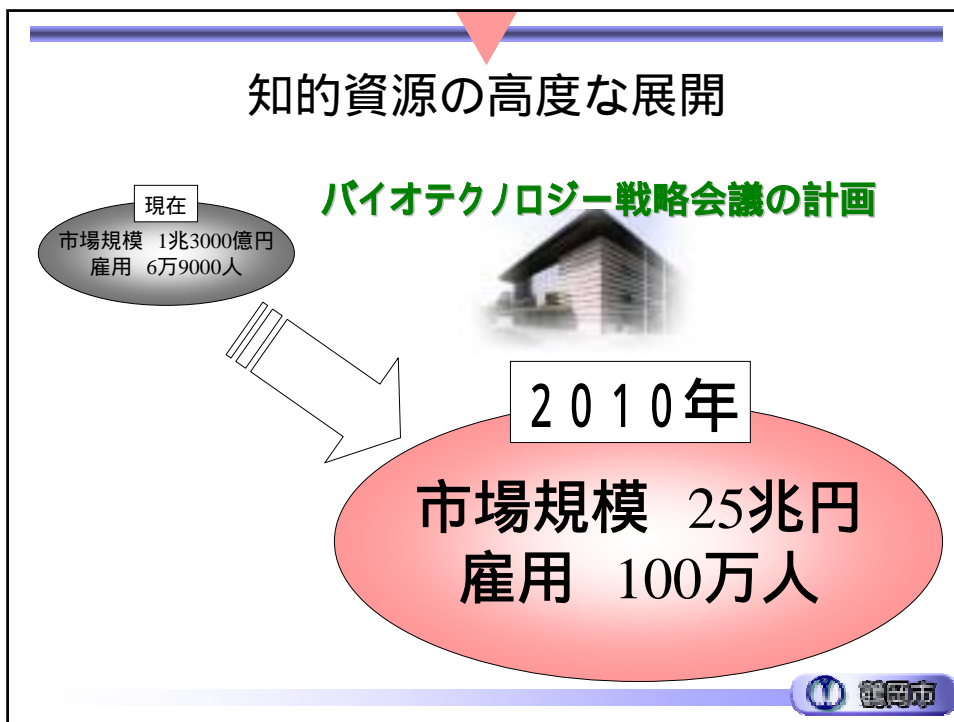 知的資源の高度な展開
バイオテクノロジー戦略会議の計画
現在
市場規模 1兆3000億円
雇用 6万9000人
2010年
市場規模 25兆円
雇用 100万人
鶴岡市